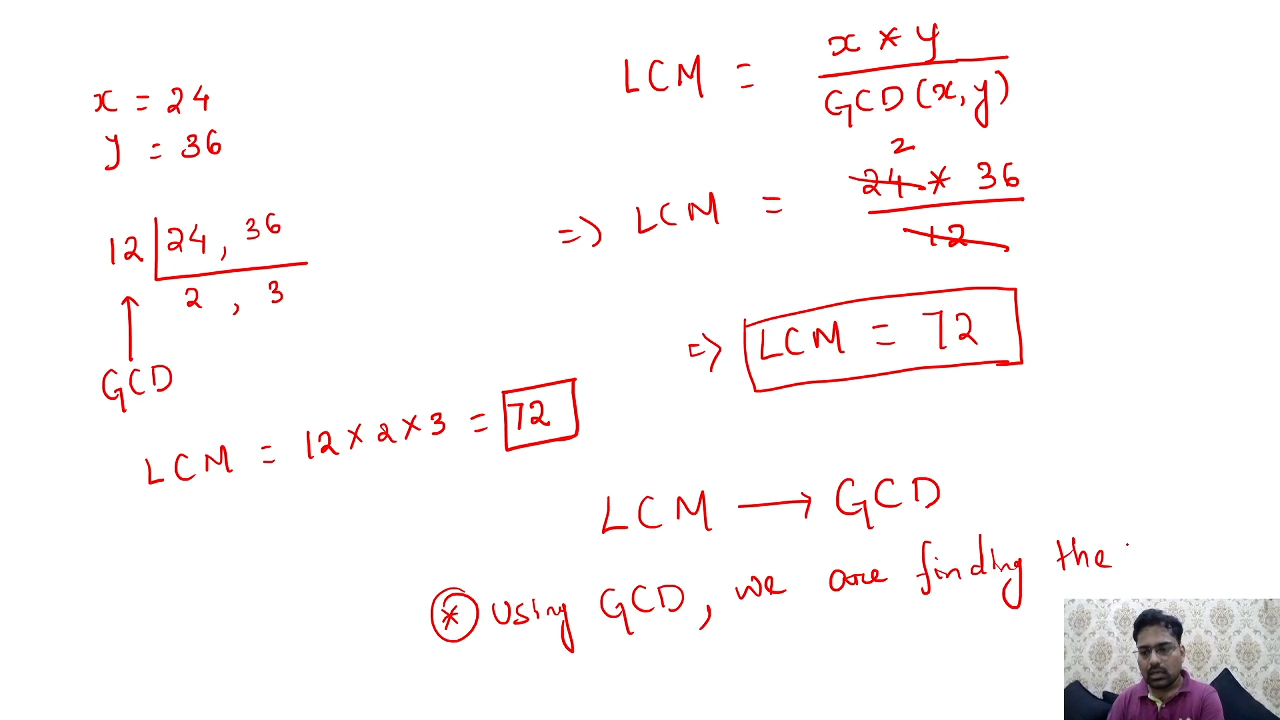 x = 24
y = 36
12 | 24, 36
2, 3
GCD
LCM = 12 × 2 × 3 = 72
LCM = x * y
GCD(x, y)
2
=> LCM = 24 * 36
12
=> LCM = 72
LCM → GCD
* Using GCD, we are finding the